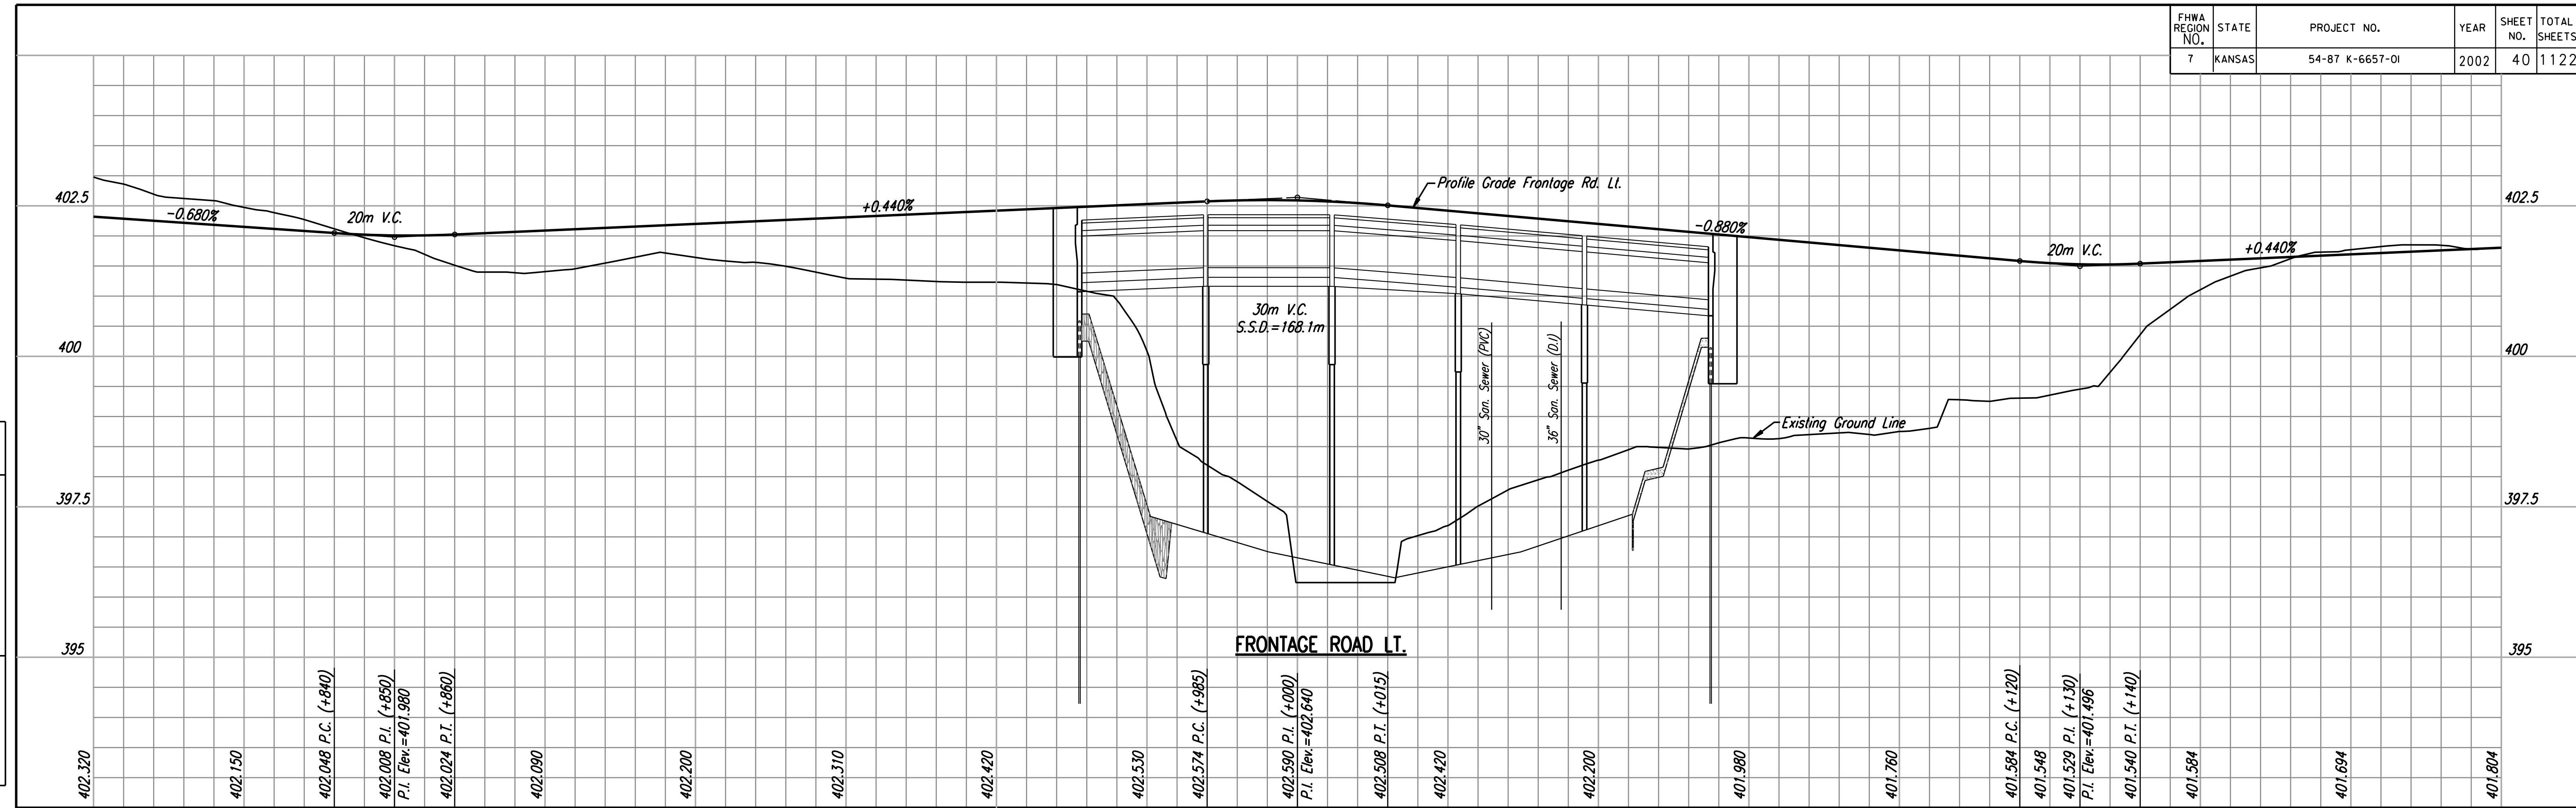 FHWA REGION NO.
STATE
PROJECT NO.
YEAR
SHEET NO.
TOTAL SHEETS
7
KANSAS
54-87 K-6657-01
2002
40
1122
402.5
-0.680%
20m V.C.
+0.440%
Profile Grade Frontage Rd. Lt.
-0.880%
20m V.C.
+0.440%
402.5
400
30m V.C.
S.S.D.=168.1m
30" San. Sewer (PVC)
36" San. Sewer (D.I)
400
Existing Ground Line
397.5
397.5
395
FRONTAGE ROAD LT.
395
402.320
402.150
402.048 P.C. (+840)
402.008 P.I. (+850)
P.I. Elev.=401.980
402.024 P.T. (+860)
402.090
402.200
402.310
402.420
402.530
402.574 P.C. (+985)
402.590 P.I. (+000)
P.I. Elev.=402.640
402.508 P.T. (+015)
402.420
402.200
401.980
401.760
401.584 P.C. (+120)
401.548
401.529 P.I. (+130)
P.I. Elev.=401.496
401.540 P.T. (+140)
401.584
401.694
401.804